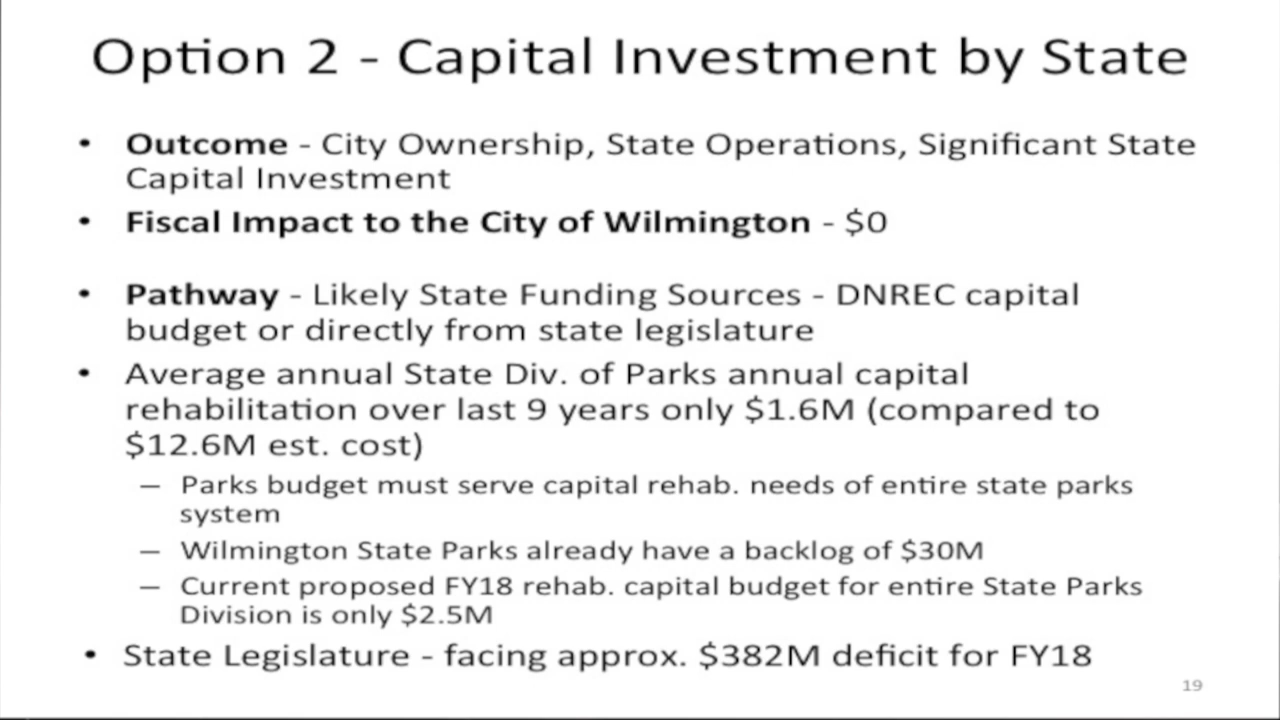 Option 2 - Capital Investment by State
• Outcome - City Ownership, State Operations, Significant State
Capital Investment
• Fiscal Impact to the City of Wilmington - $0
• Pathway - Likely State Funding Sources - DNREC capital
budget or directly from state legislature
• Average annual State Div. of Parks annual capital
rehabilitation over last 9 years only $1.6M (compared to
$12.6M est. cost)
– Parks budget must serve capital rehab. needs of entire state parks
system
– Wilmington State Parks already have a backlog of $30M
– Current proposed FY18 rehab. capital budget for entire State Parks
Division is only $2.5M
• State Legislature - facing approx. $382M deficit for FY18
19